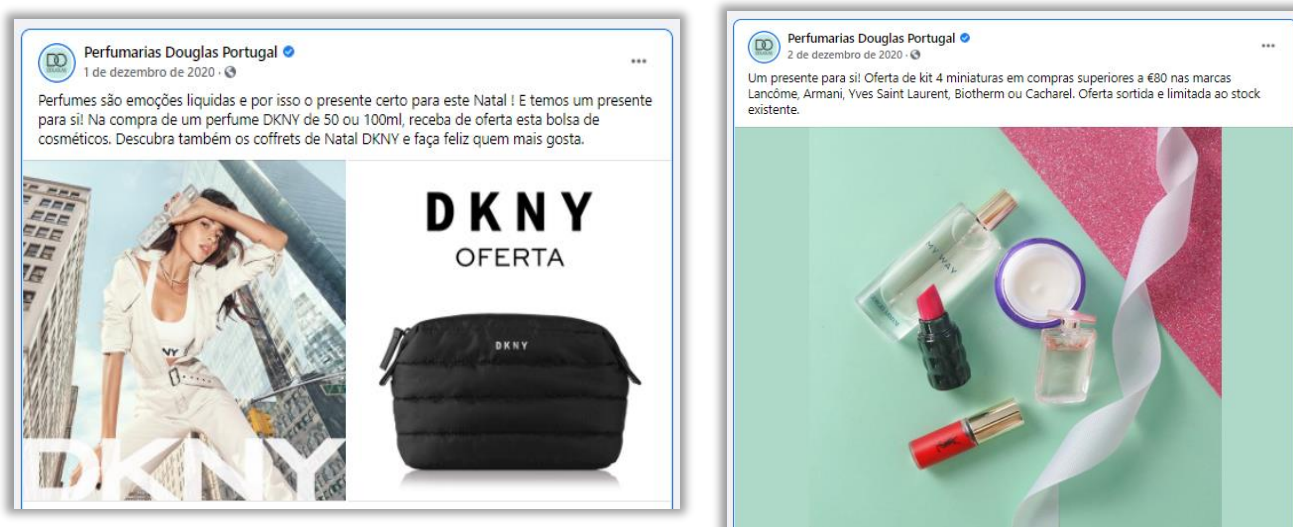 Perfumarias Douglas Portugal
1 de dezembro de 2020
Perfumes são emoções liquidas e por isso o presente certo para este Natal ! E temos um presente
para si! Na compra de um perfume DKNY de 50 ou 100ml, receba de oferta esta bolsa de
cosméticos. Descubra também os coffrets de Natal DKNY e faça feliz quem mais gosta.
DKNY
DKNY
OFERTA
DKNY
Perfumarias Douglas Portugal
2 de dezembro de 2020
Um presente para si! Oferta de kit 4 miniaturas em compras superiores a €80 nas marcas
Lancôme, Armani, Yves Saint Laurent, Biotherm ou Cacharel. Oferta sortida e limitada ao stock
existente.
MY WAY